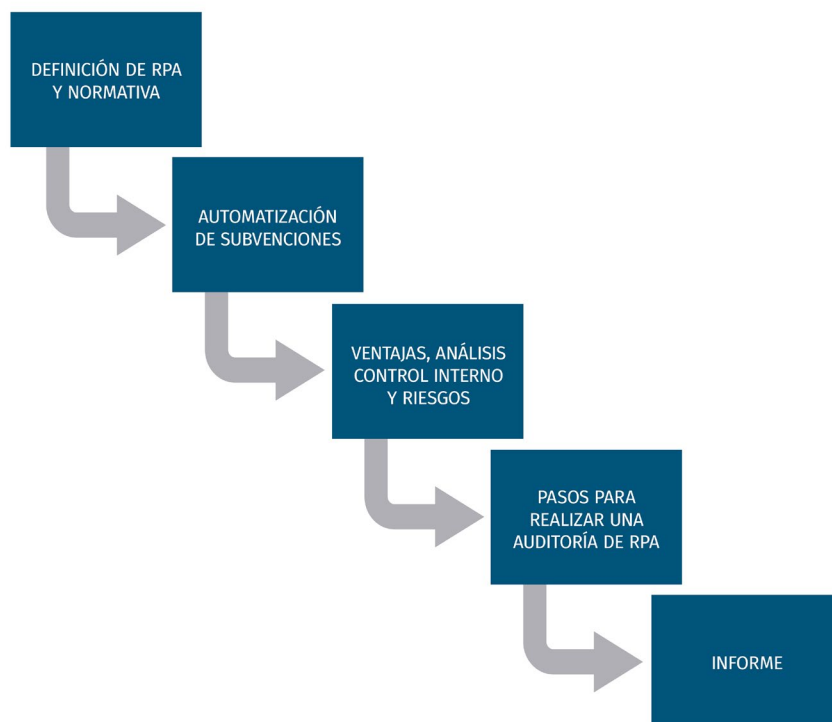 DEFINICIÓN DE RPA
Y NORMATIVA
AUTOMATIZACIÓN
DE SUBVENCIONES
VENTAJAS, ANÁLISIS
CONTROL INTERNO
Y RIESGOS
PASOS PARA
REALIZAR UNA
AUDITORÍA DE RPA
INFORME